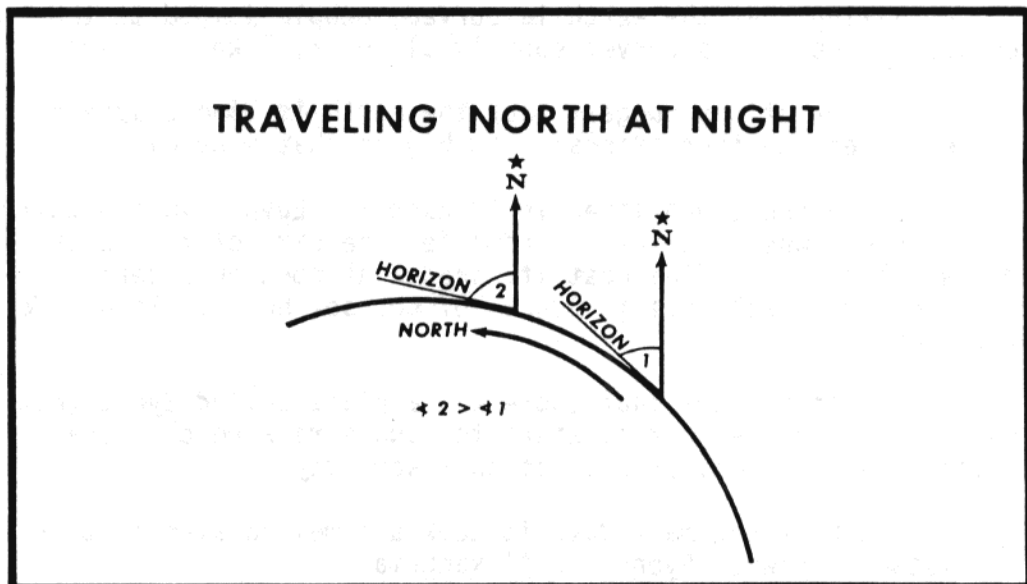 TRAVELING NORTH AT NIGHT
N
N
HORIZON
2
HORIZON
1
NORTH
∢ 2 > ∢ 1